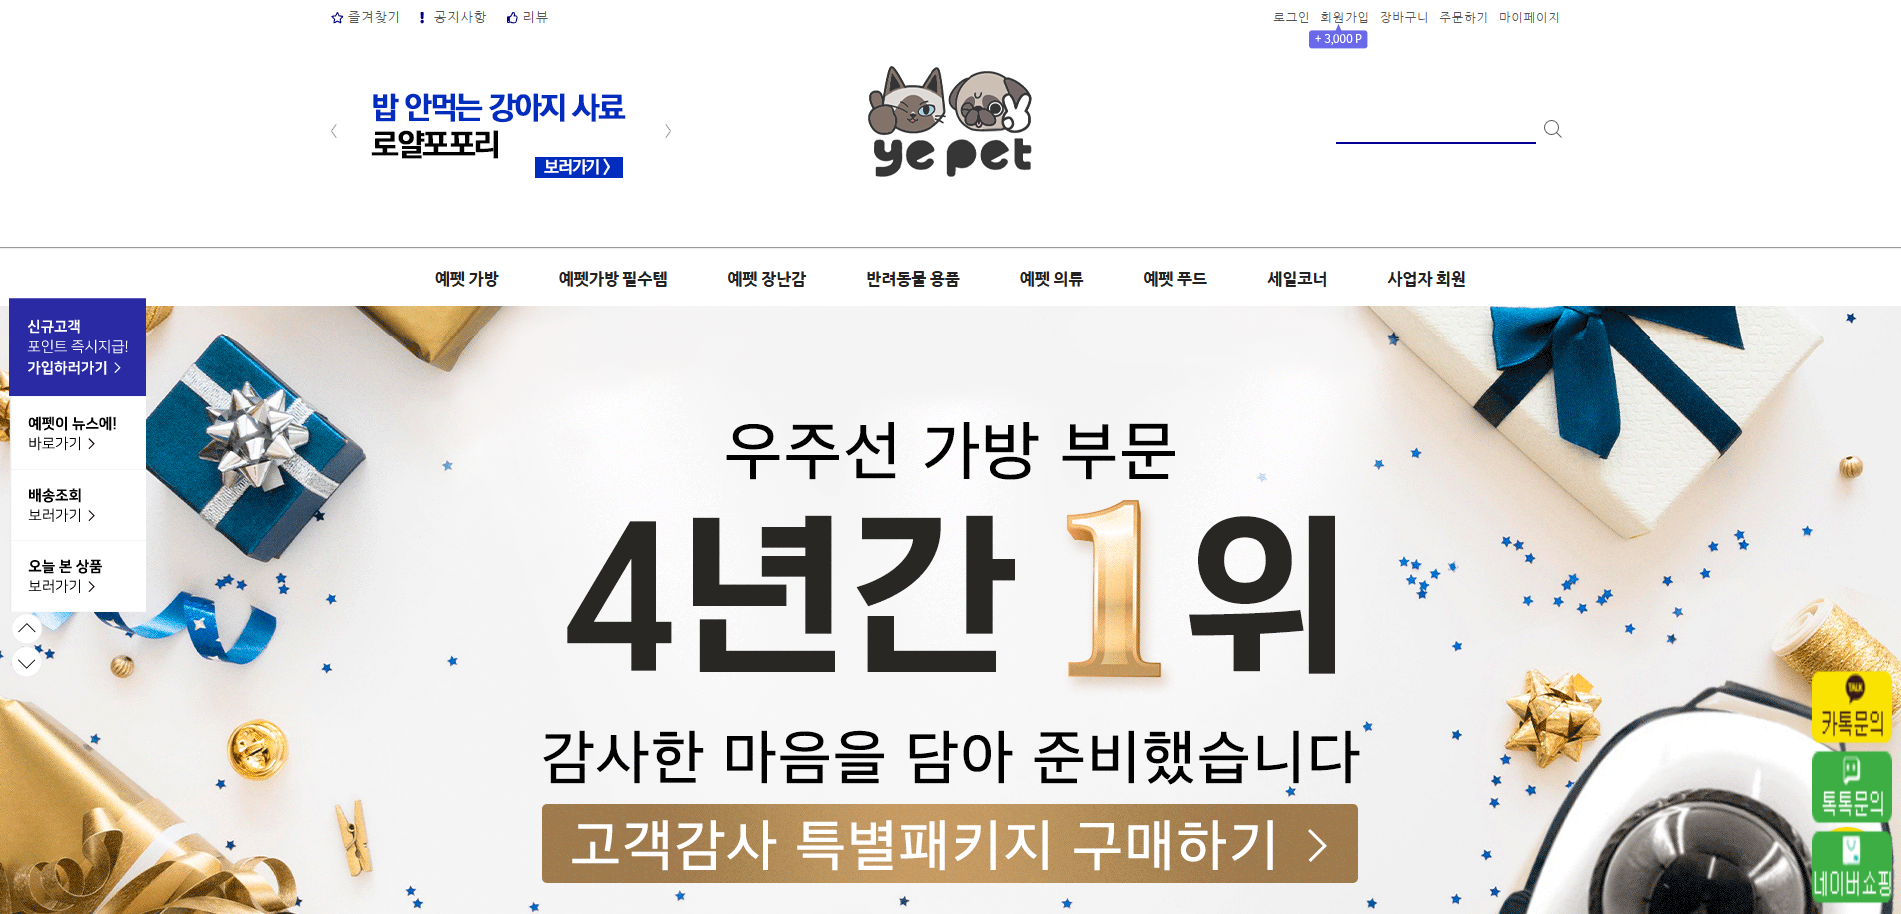 즐겨찾기 공지사항 리뷰
로그인 회원가입 장바구니 주문하기 마이페이지
+ 3,000 P
밥 안먹는 강아지 사료
로얄포포리
보러가기 >
ye pet
예펫 가방 예펫가방 필수템 예펫 장난감 반려동물 용품 예펫 의류 예펫 푸드 세일코너 사업자 회원
신규고객
포인트 즉시지급!
가입하러가기 >
예펫이 뉴스에!
바로가기 >
배송조회
보러가기 >
오늘 본 상품
보러가기 >
우주선 가방 부문
4년간 1위
감사한 마음을 담아 준비했습니다
고객감사 특별패키지 구매하기 >
TALK
카톡문의
톡톡문의
네이버쇼핑